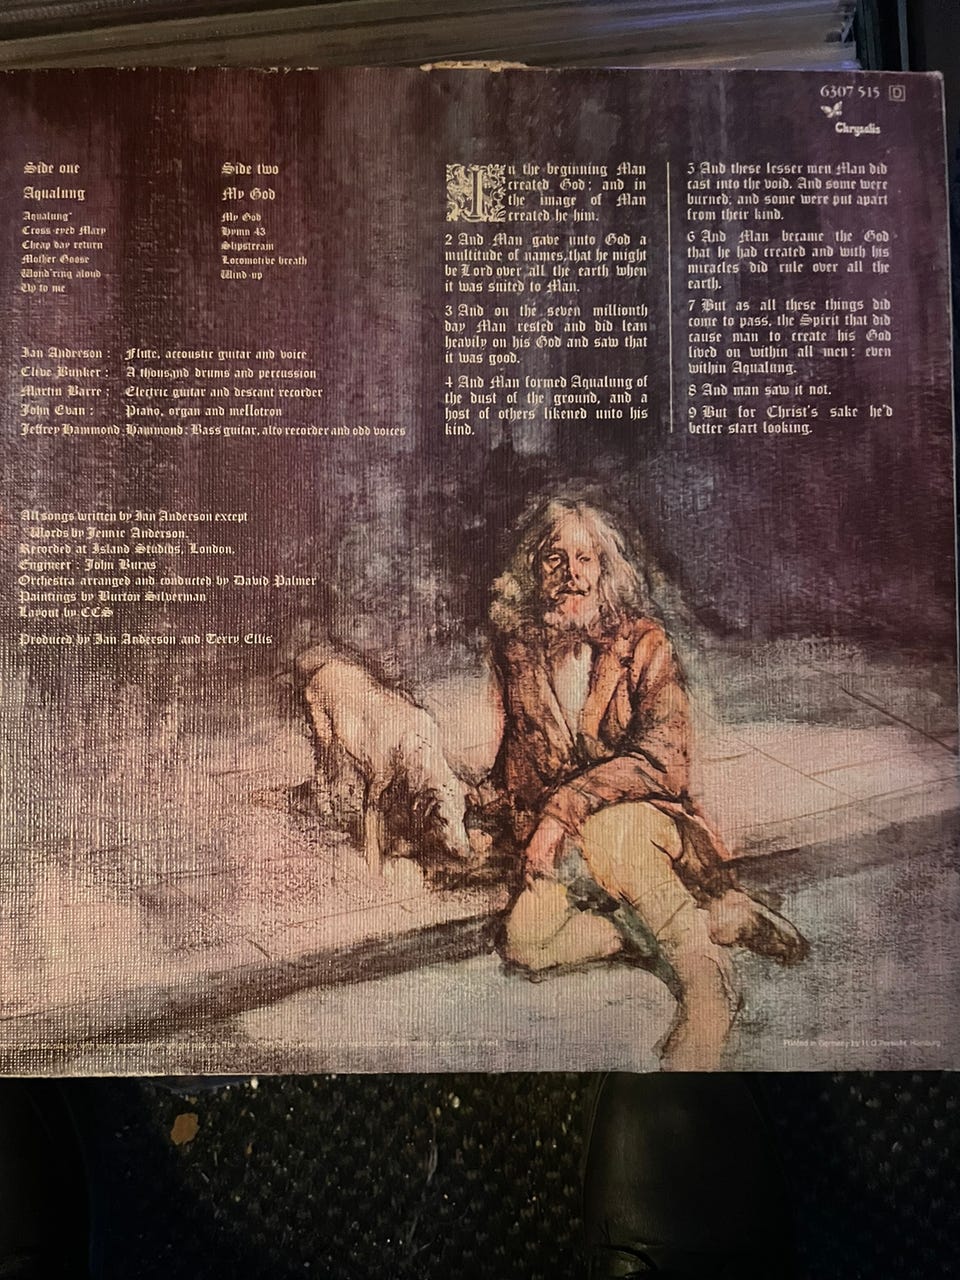 6307 515 D
Chrysalis
Side one
Aqualung
Aqualung*
Cross-eyed Mary
Cheap day return
Mother Goose
Wond'ring aloud
Up to me
Side two
My God
My God
Hymn 43
Slipstream
Locomotive breath
Wind-up
Ian Anderson : Flute, accoustic guitar and voice
Clive Bunker : A thousand drums and percussion
Martin Barre : Electric guitar and descant recorder
John Evan : Piano, organ and mellotron
Jeffrey Hammond-Hammond : Bass guitar, alto recorder and odd voices
All songs written by Ian Anderson except
*Words by Jennie Anderson.
Recorded at Island Studios, London.
Engineer : John Burns
Orchestra arranged and conducted by David Palmer
Paintings by Burton Silverman
Layout by CCS
Produced by Ian Anderson and Terry Ellis
In the beginning Man
created God; and in
the image of Man
created he him.
2 And Man gave unto God a
multitude of names, that he might
be Lord over all the earth when
it was suited to Man.
3 And on the seven millionth
day Man rested and did lean
heavily on his God and saw that
it was good.
4 And Man formed Aqualung of
the dust of the ground, and a
host of others likened unto his
kind.
5 And these lesser men Man did
cast into the void. And some were
burned; and some were put apart
from their kind.
6 And Man became the God
that he had created and with his
miracles did rule over all the
earth.
7 But as all these things did
come to pass, the Spirit that did
cause man to create his God
lived on within all men: even
within Aqualung.
8 And man saw it not.
9 But for Christ's sake he'd
better start looking.
Printed in Germany by